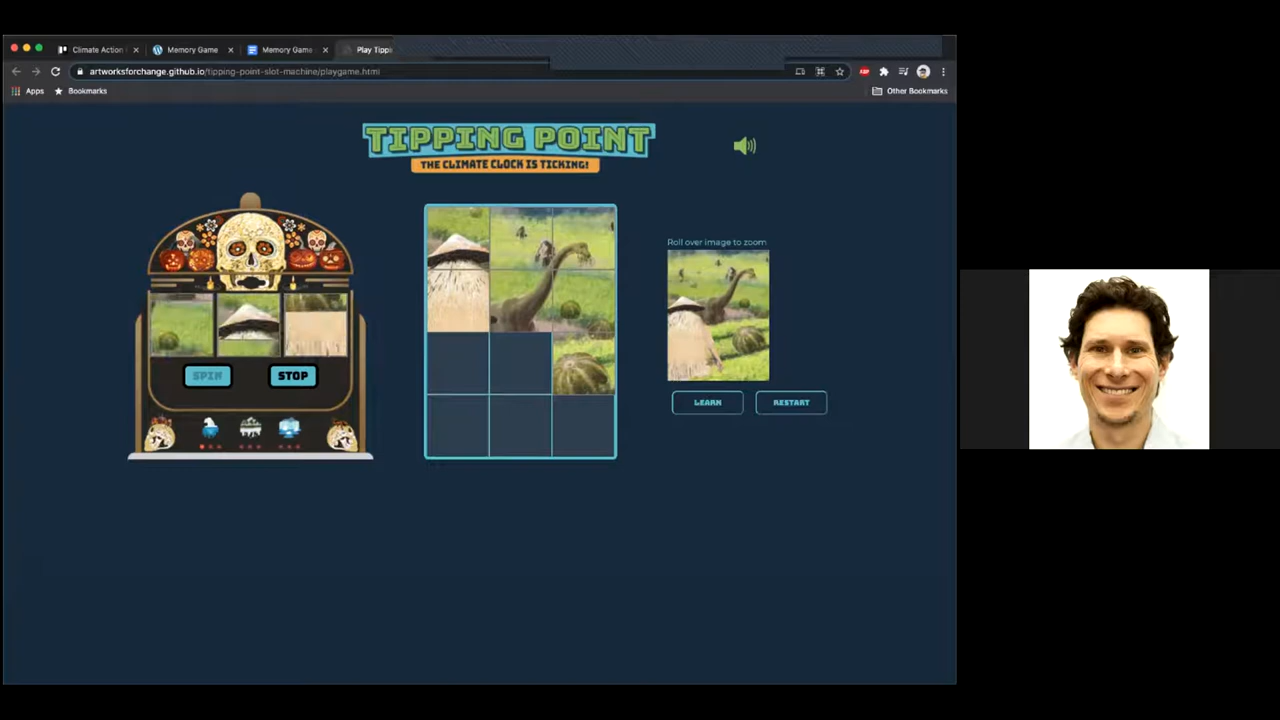 Climate Action
Memory Game
Memory Game
Play Tippi
artworksforchange.github.io/tipping-point-slot-machine/playgame.html
ABP
Apps
Bookmarks
Other Bookmarks
TIPPING POINT
THE CLIMATE CLOCK IS TICKING!
Roll over image to zoom
SPIN
STOP
LEARN
RESTART